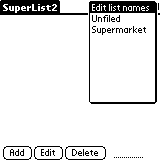 SuperList2
Edit list names
Unfiled
Supermarket
Add Edit Delete